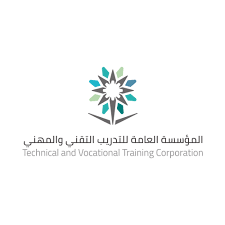 المؤسسة العامة للتدريب التقني والمهني
Technical and Vocational Training Corporation